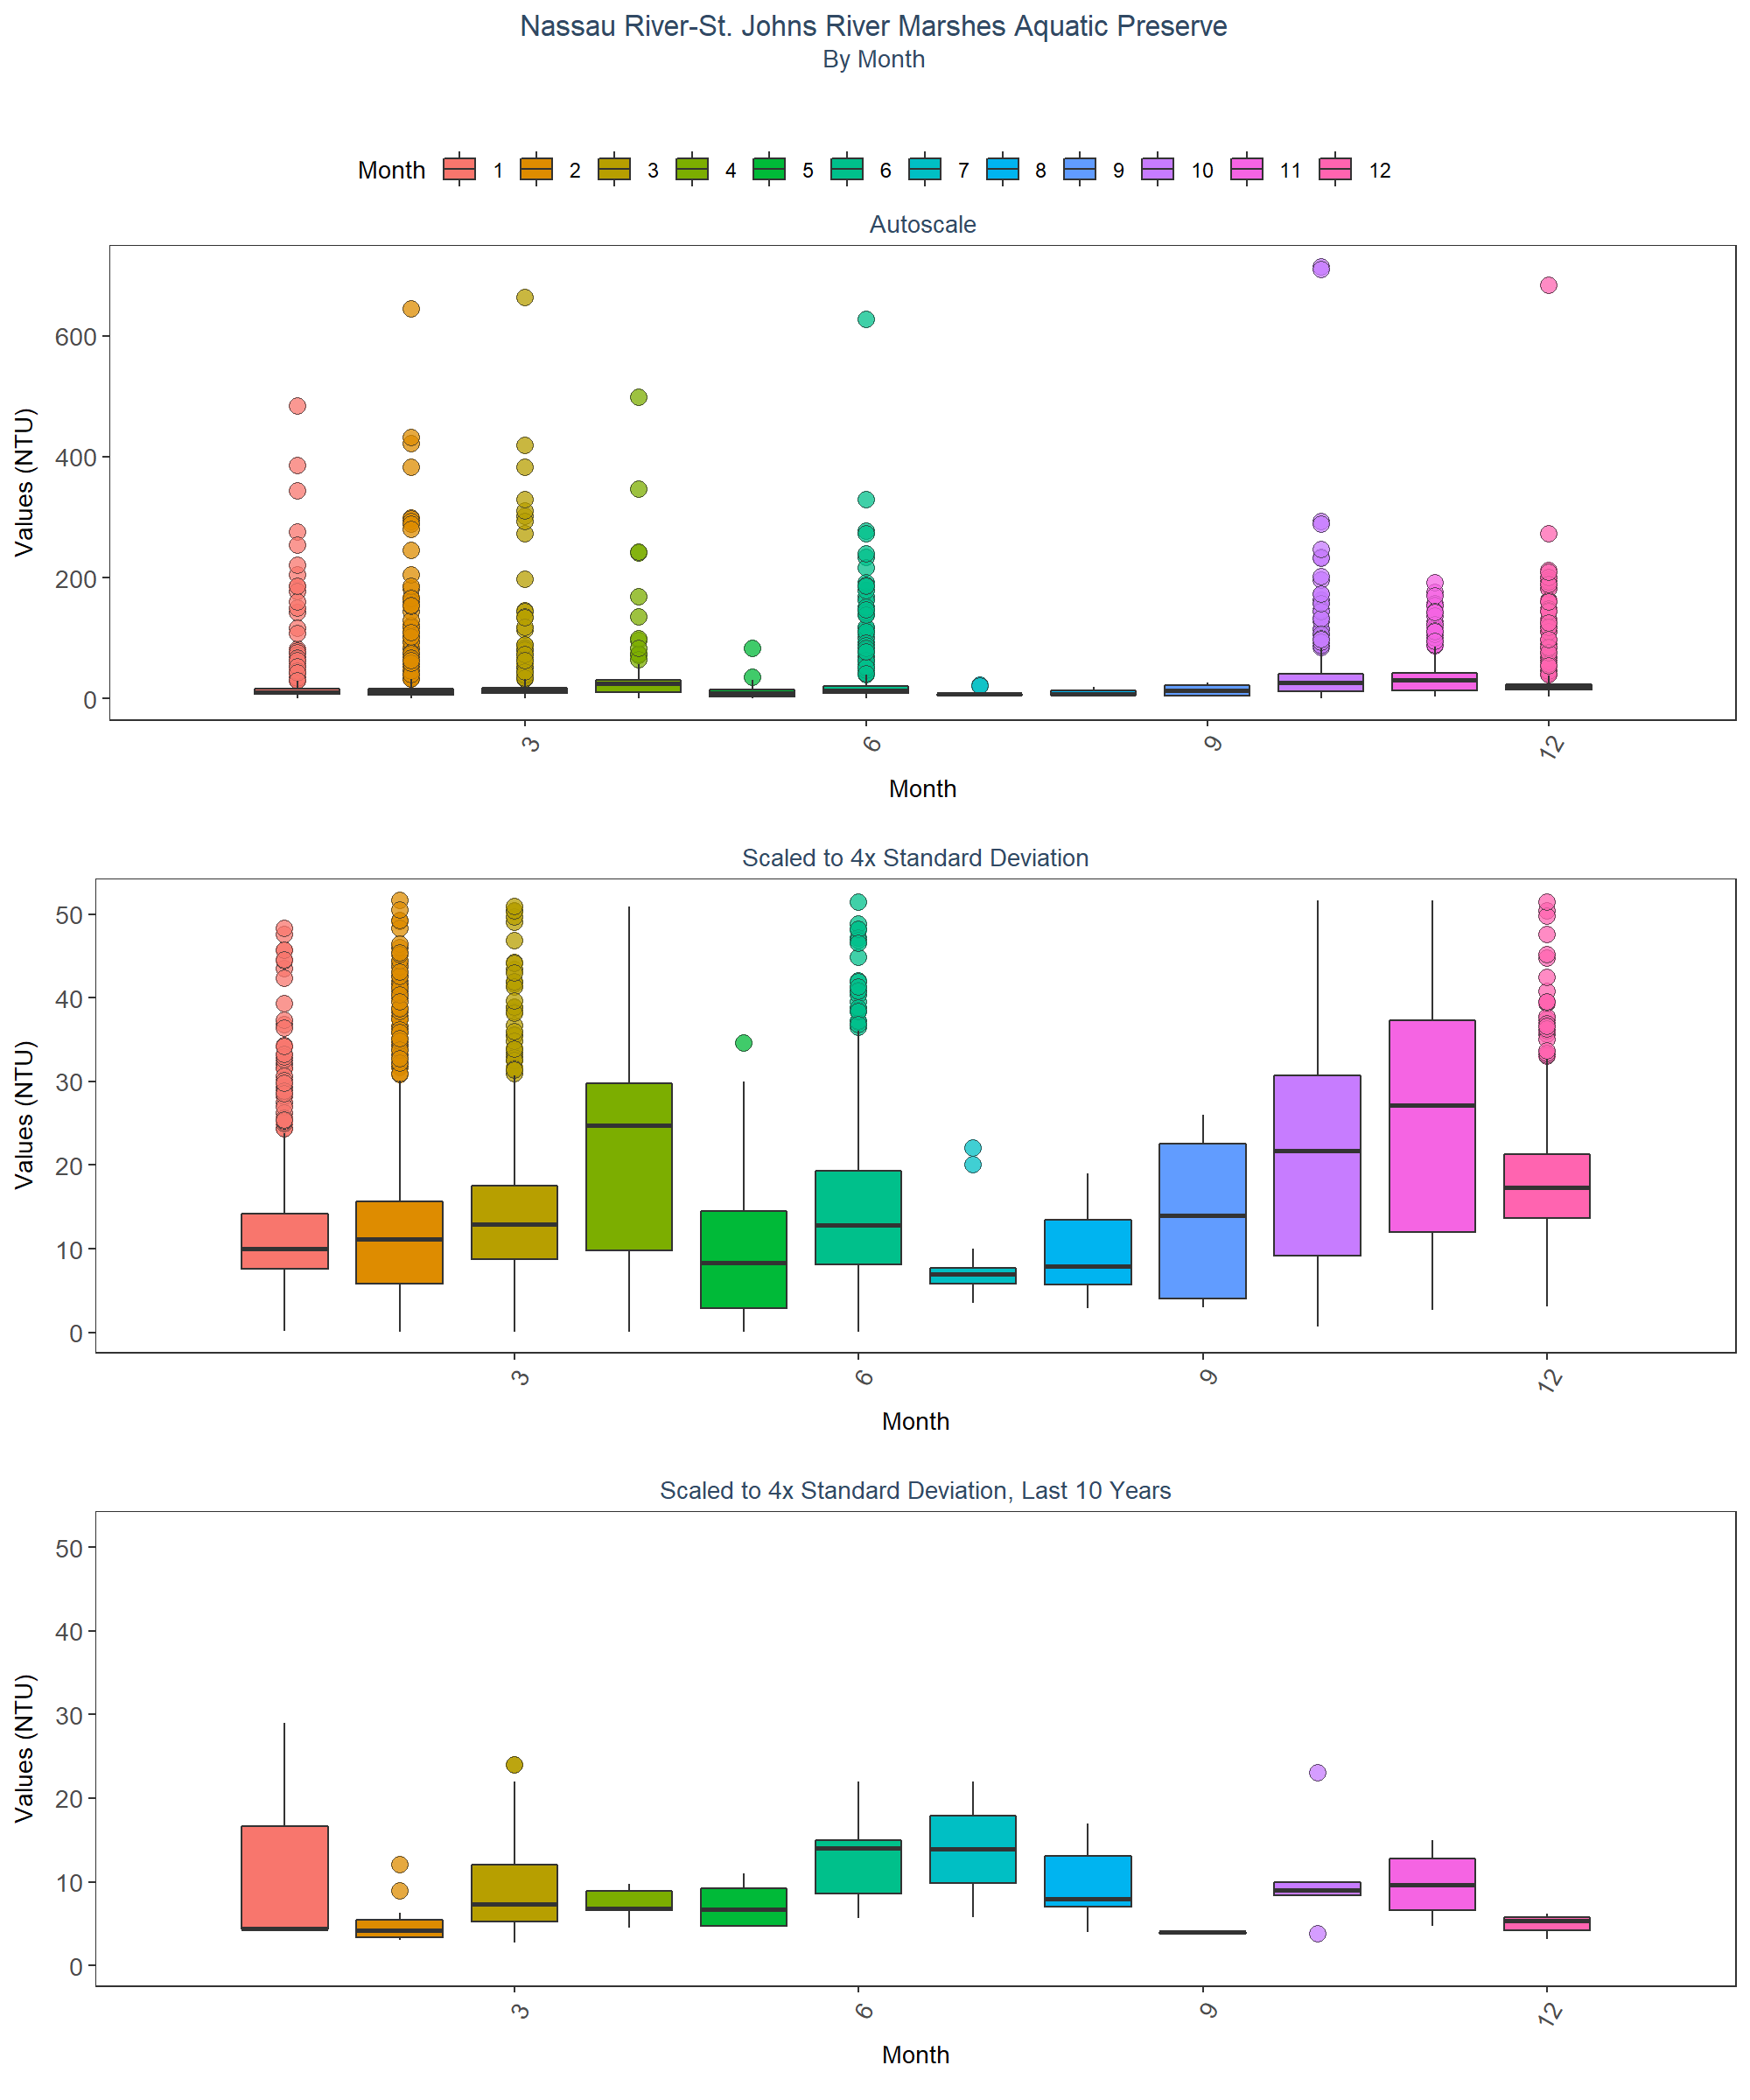 Nassau River-St. Johns River Marshes Aquatic Preserve
By Month
Month 1 2 3 4 5 6 7 8 9 10 11 12
Autoscale
Values (NTU)
600
400
200
0
3 6 9 12
Month
Scaled to 4x Standard Deviation
Values (NTU)
50
40
30
20
10
0
3 6 9 12
Month
Scaled to 4x Standard Deviation, Last 10 Years
Values (NTU)
50
40
30
20
10
0
3 6 9 12
Month